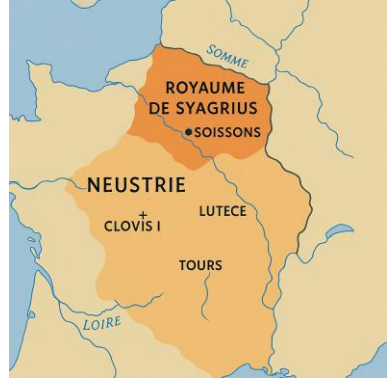 SOMME
ROYAUME
DE SYAGRIUS
SOISSONS
NEUSTRIE
LUTECE
CLOVIS I
TOURS
LOIRE